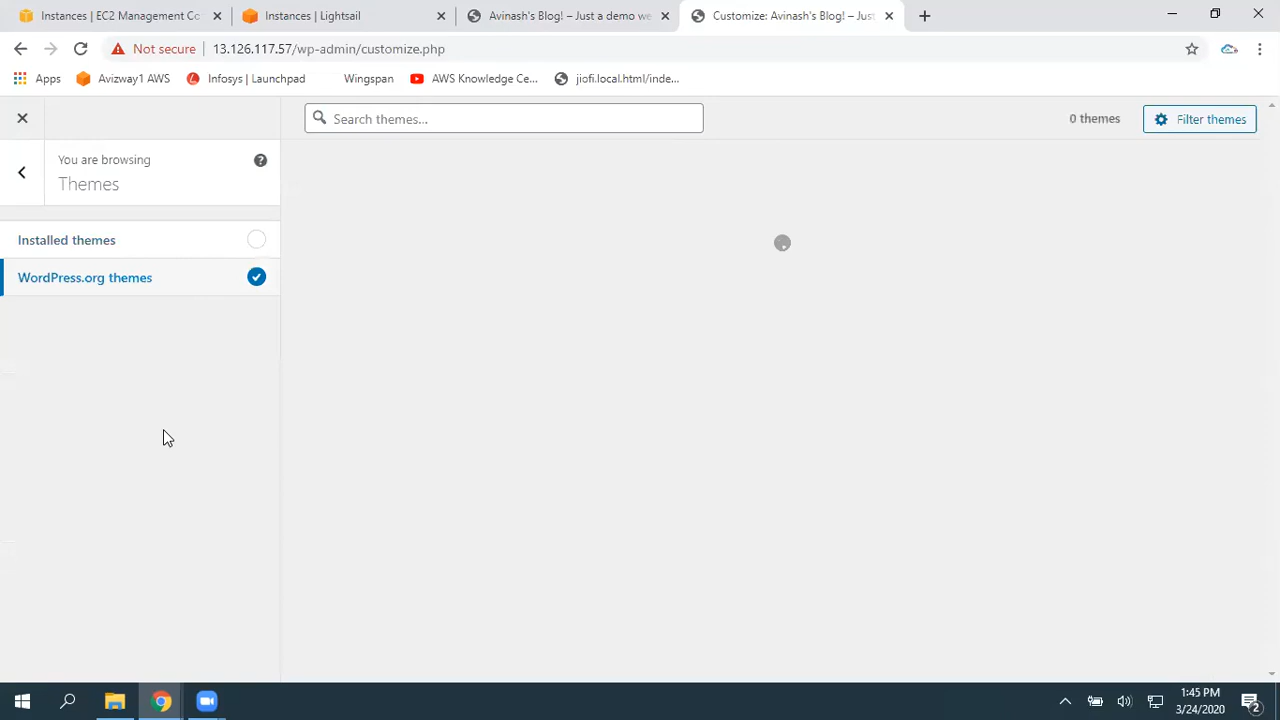 Instances | EC2 Management Co
Instances | Lightsail
Avinash's Blog! – Just a demo we
Customize: Avinash's Blog! – Just
Not secure
13.126.117.57/wp-admin/customize.php
Apps
Avizway1 AWS
Infosys | Launchpad
Wingspan
AWS Knowledge Ce...
jiofi.local.html/inde...
Search themes...
0 themes
Filter themes
You are browsing
Themes
Installed themes
WordPress.org themes
1:45 PM
3/24/2020
2